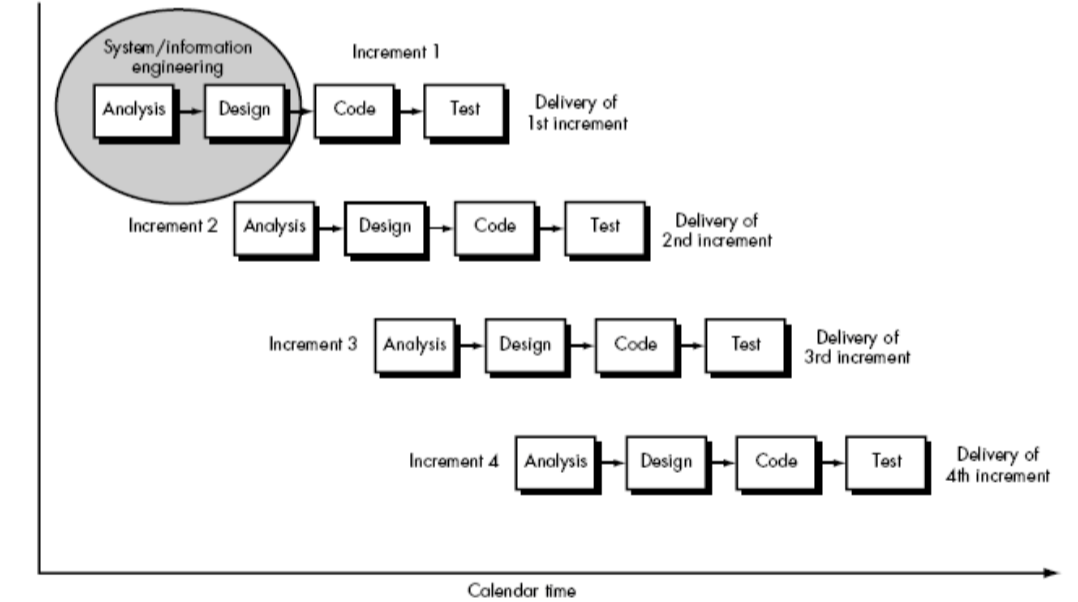 System/information
engineering
Increment 1
Analysis
Design
Code
Test
Delivery of
1st increment
Increment 2
Analysis
Design
Code
Test
Delivery of
2nd increment
Increment 3
Analysis
Design
Code
Test
Delivery of
3rd increment
Increment 4
Analysis
Design
Code
Test
Delivery of
4th increment
Calendar time